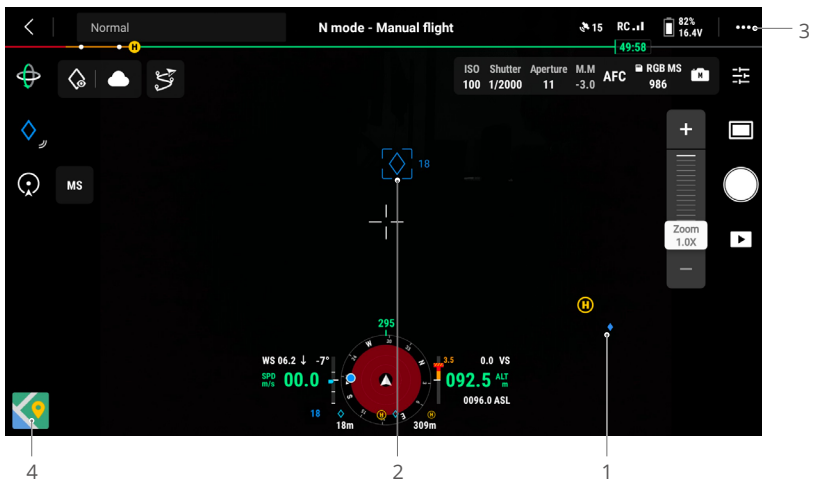 Normal
N mode - Manual flight
15
RC
82%
16.4V
3
H
49:58
ISO
100
Shutter
1/2000
Aperture
11
M.M
-3.0
AFC
RGB MS
986
M
18
MS
+
Zoom
1.0X
−
H
295
WS 06.2 ↓ -7°
3.5
0.0 VS
SPD
m/s
00.0
W
N
S
E
092.5
ALT
m
0096.0 ASL
18
18m
H
H
309m
4
2
1